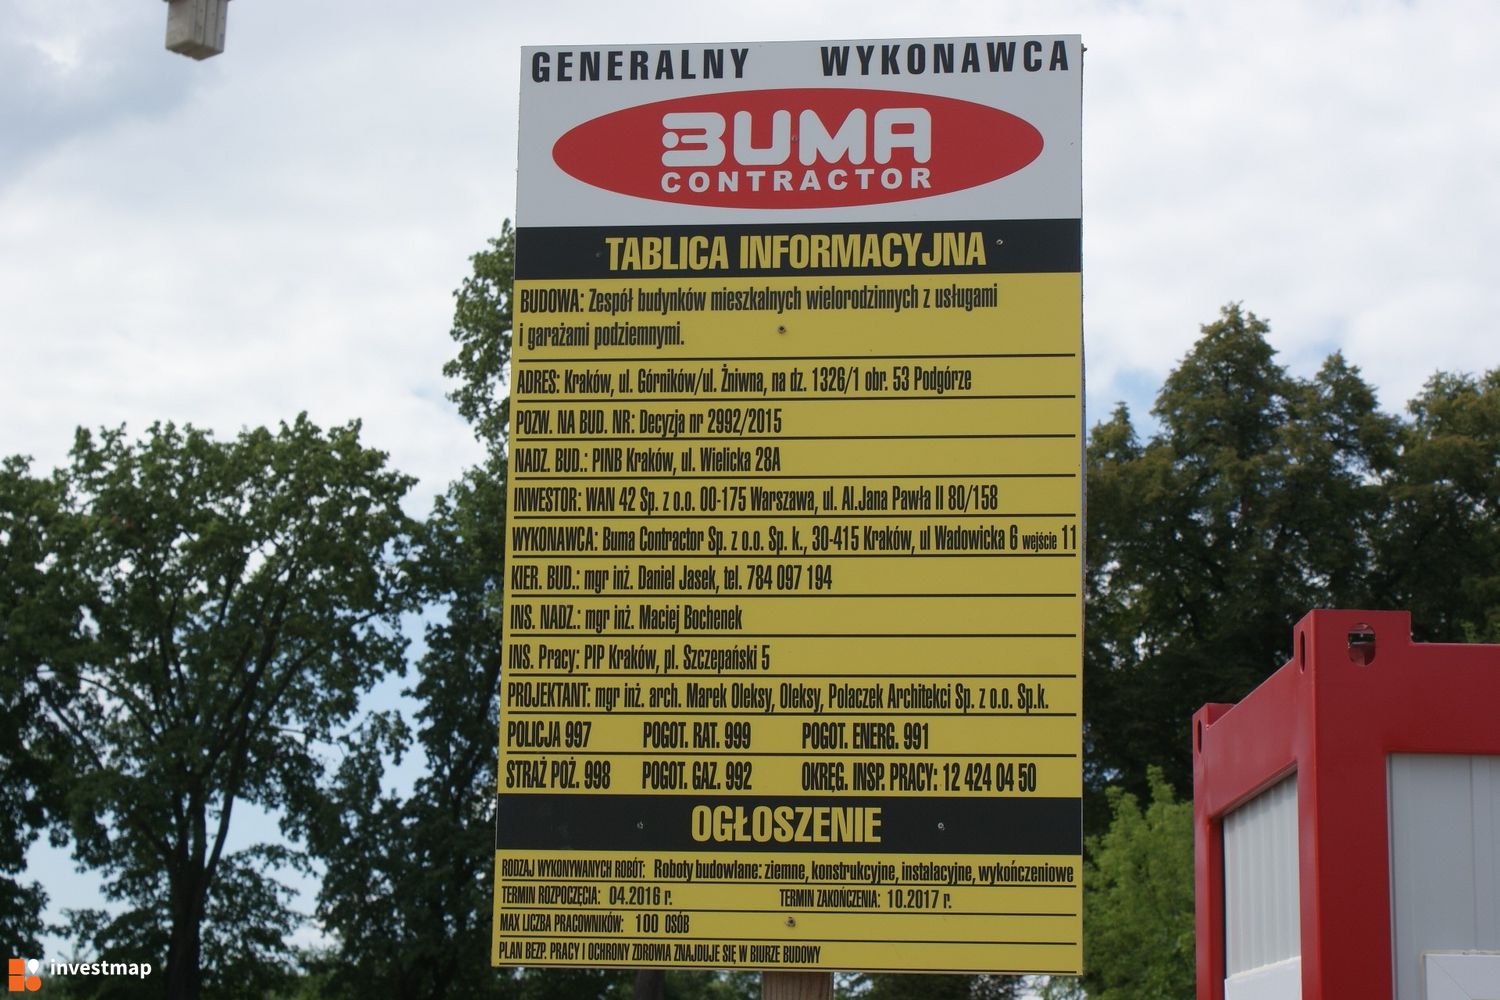 GENERALNY WYKONAWCA
BUMA
CONTRACTOR
TABLICA INFORMACYJNA
BUDOWA: Zespół budynków mieszkalnych wielorodzinnych z usługami
i garażami podziemnymi.
ADRES: Kraków, ul. Górników/ul. Żniwna, na dz. 1326/1 obr. 53 Podgórze
POZW. NA BUD. NR: Decyzja nr 2992/2015
NADZ. BUD.: PINB Kraków, ul. Wielicka 28A
INWESTOR: WAN 42 Sp. z o.o. 00-175 Warszawa, ul. Al.Jana Pawła II 80/158
WYKONAWCA: Buma Contractor Sp. z o.o. Sp. k., 30-415 Kraków, ul Wadowicka 6 wejście 11
KIER. BUD.: mgr inż. Daniel Jasek, tel. 784 097 194
INS. NADZ.: mgr inż. Maciej Bochenek
INS. Pracy: PIP Kraków, pl. Szczepański 5
PROJEKTANT: mgr inż. arch. Marek Oleksy, Oleksy, Polaczek Architekci Sp. z o.o. Sp.k.
POLICJA 997 POGOT. RAT. 999 POGOT. ENERG. 991
STRAŻ POŻ. 998 POGOT. GAZ. 992 OKRĘG. INSP. PRACY: 12 424 04 50
OGŁOSZENIE
RODZAJ WYKONYWANYCH ROBÓT: Roboty budowlane: ziemne, konstrukcyjne, instalacyjne, wykończeniowe
TERMIN ROZPOCZĘCIA: 04.2016 r. TERMIN ZAKOŃCZENIA: 10.2017 r.
MAX LICZBA PRACOWNIKÓW: 100 OSÓB
PLAN BEZP. PRACY I OCHRONY ZDROWIA ZNAJDUJE SIĘ W BIURZE BUDOWY
investmap